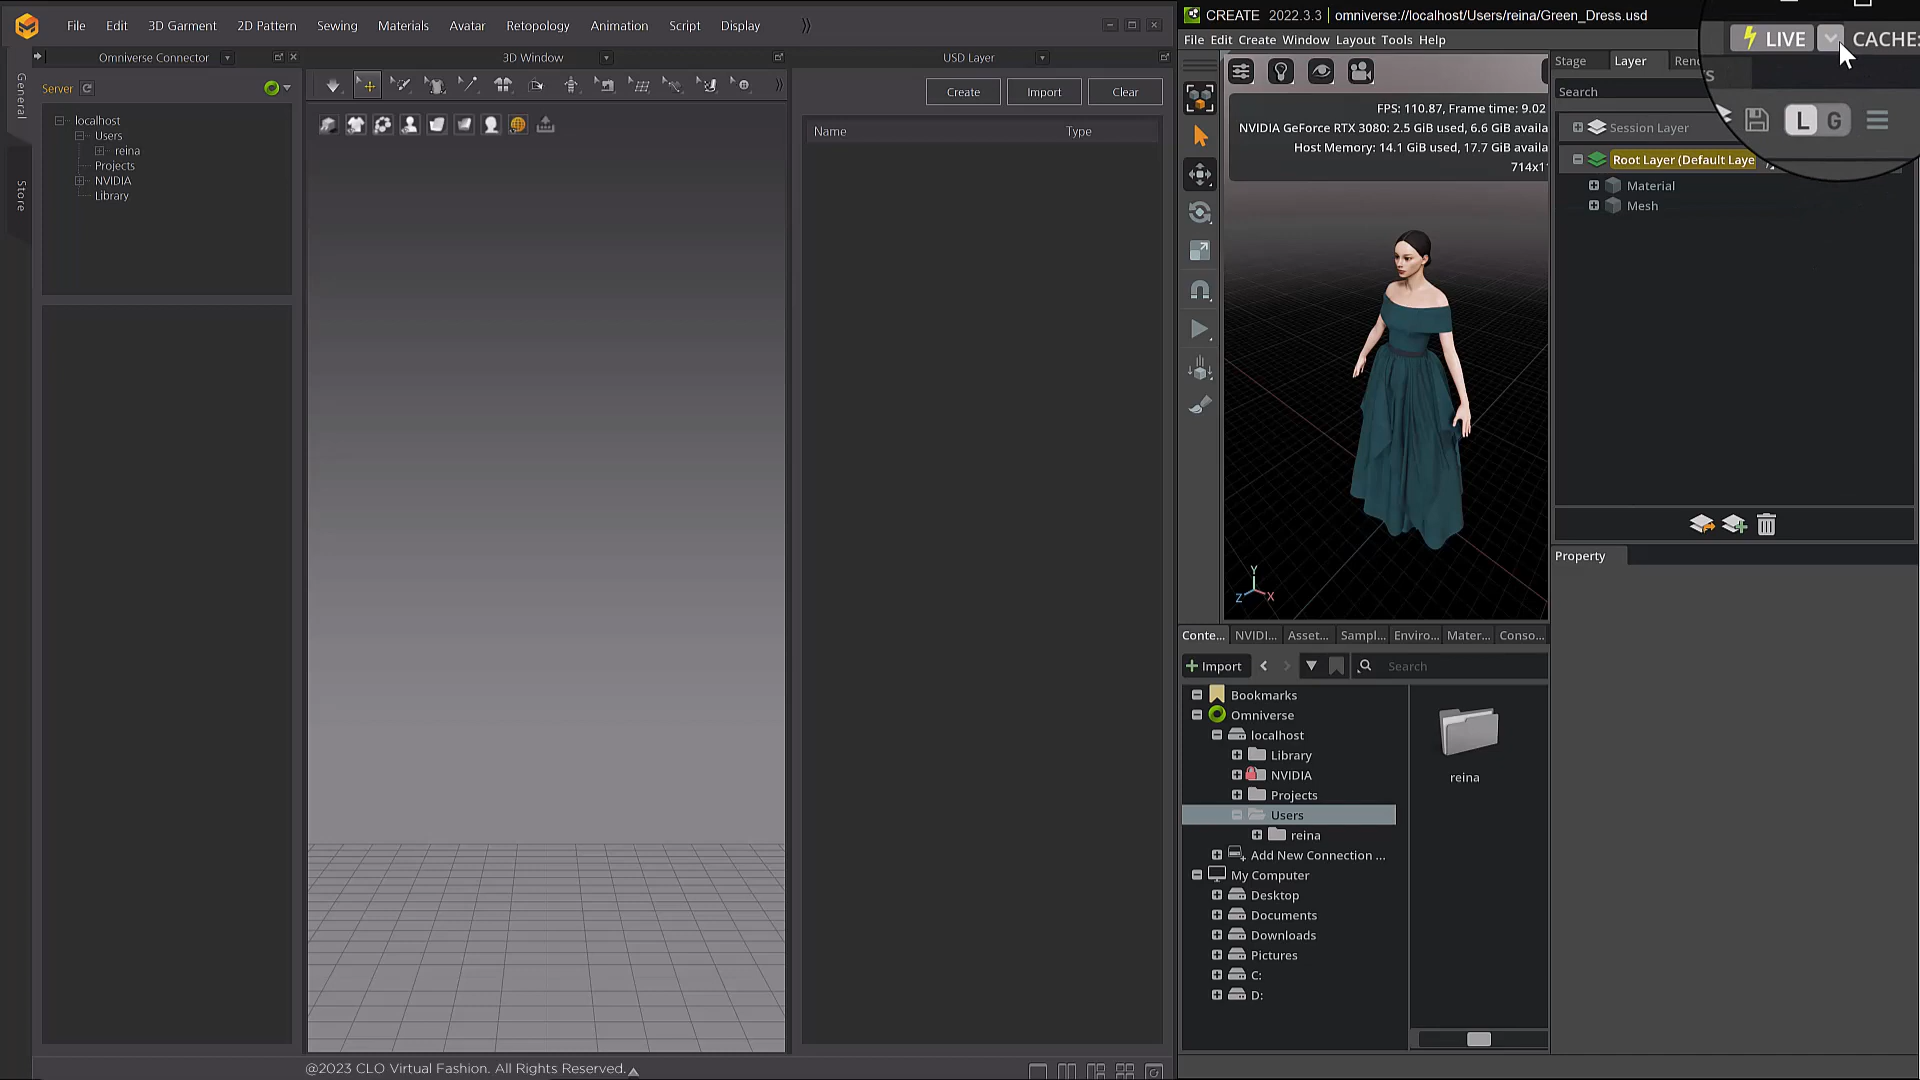 File Edit 3D Garment 2D Pattern Sewing Materials Avatar Retopology Animation Script Display
CREATE 2022.3.3 | omniverse://localhost/Users/reina/Green_Dress.usd
File Edit Create Window Layout Tools Help
LIVE CACHE:
Omniverse Connector
3D Window
USD Layer
General
Store
Server
localhost
Users
reina
Projects
NVIDIA
Library
Create Import Clear
Name Type
FPS: 110.87, Frame time: 9.02
NVIDIA GeForce RTX 3080: 2.5 GiB used, 6.6 GiB availa
Host Memory: 14.1 GiB used, 17.7 GiB available
714x1
Y
Z X
Stage Layer
Search
L G
Session Layer
Root Layer (Default Laye
Material
Mesh
Property
Conte... NVIDI... Asset... Sampl... Enviro... Mater... Conso...
Import Search
Bookmarks
Omniverse
localhost
Library
NVIDIA
Projects
Users
reina
Add New Connection ...
My Computer
Desktop
Documents
Downloads
Pictures
C:
D:
reina
@2023 CLO Virtual Fashion. All Rights Reserved.